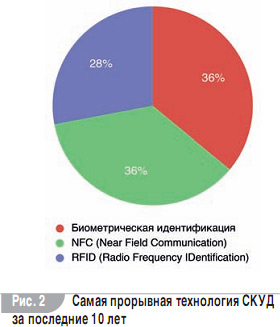 28%
36%
36%
Биометрическая идентификация
NFC (Near Field Communication)
RFID (Radio Frequency IDentification)
Рис. 2 Самая прорывная технология СКУД
за последние 10 лет